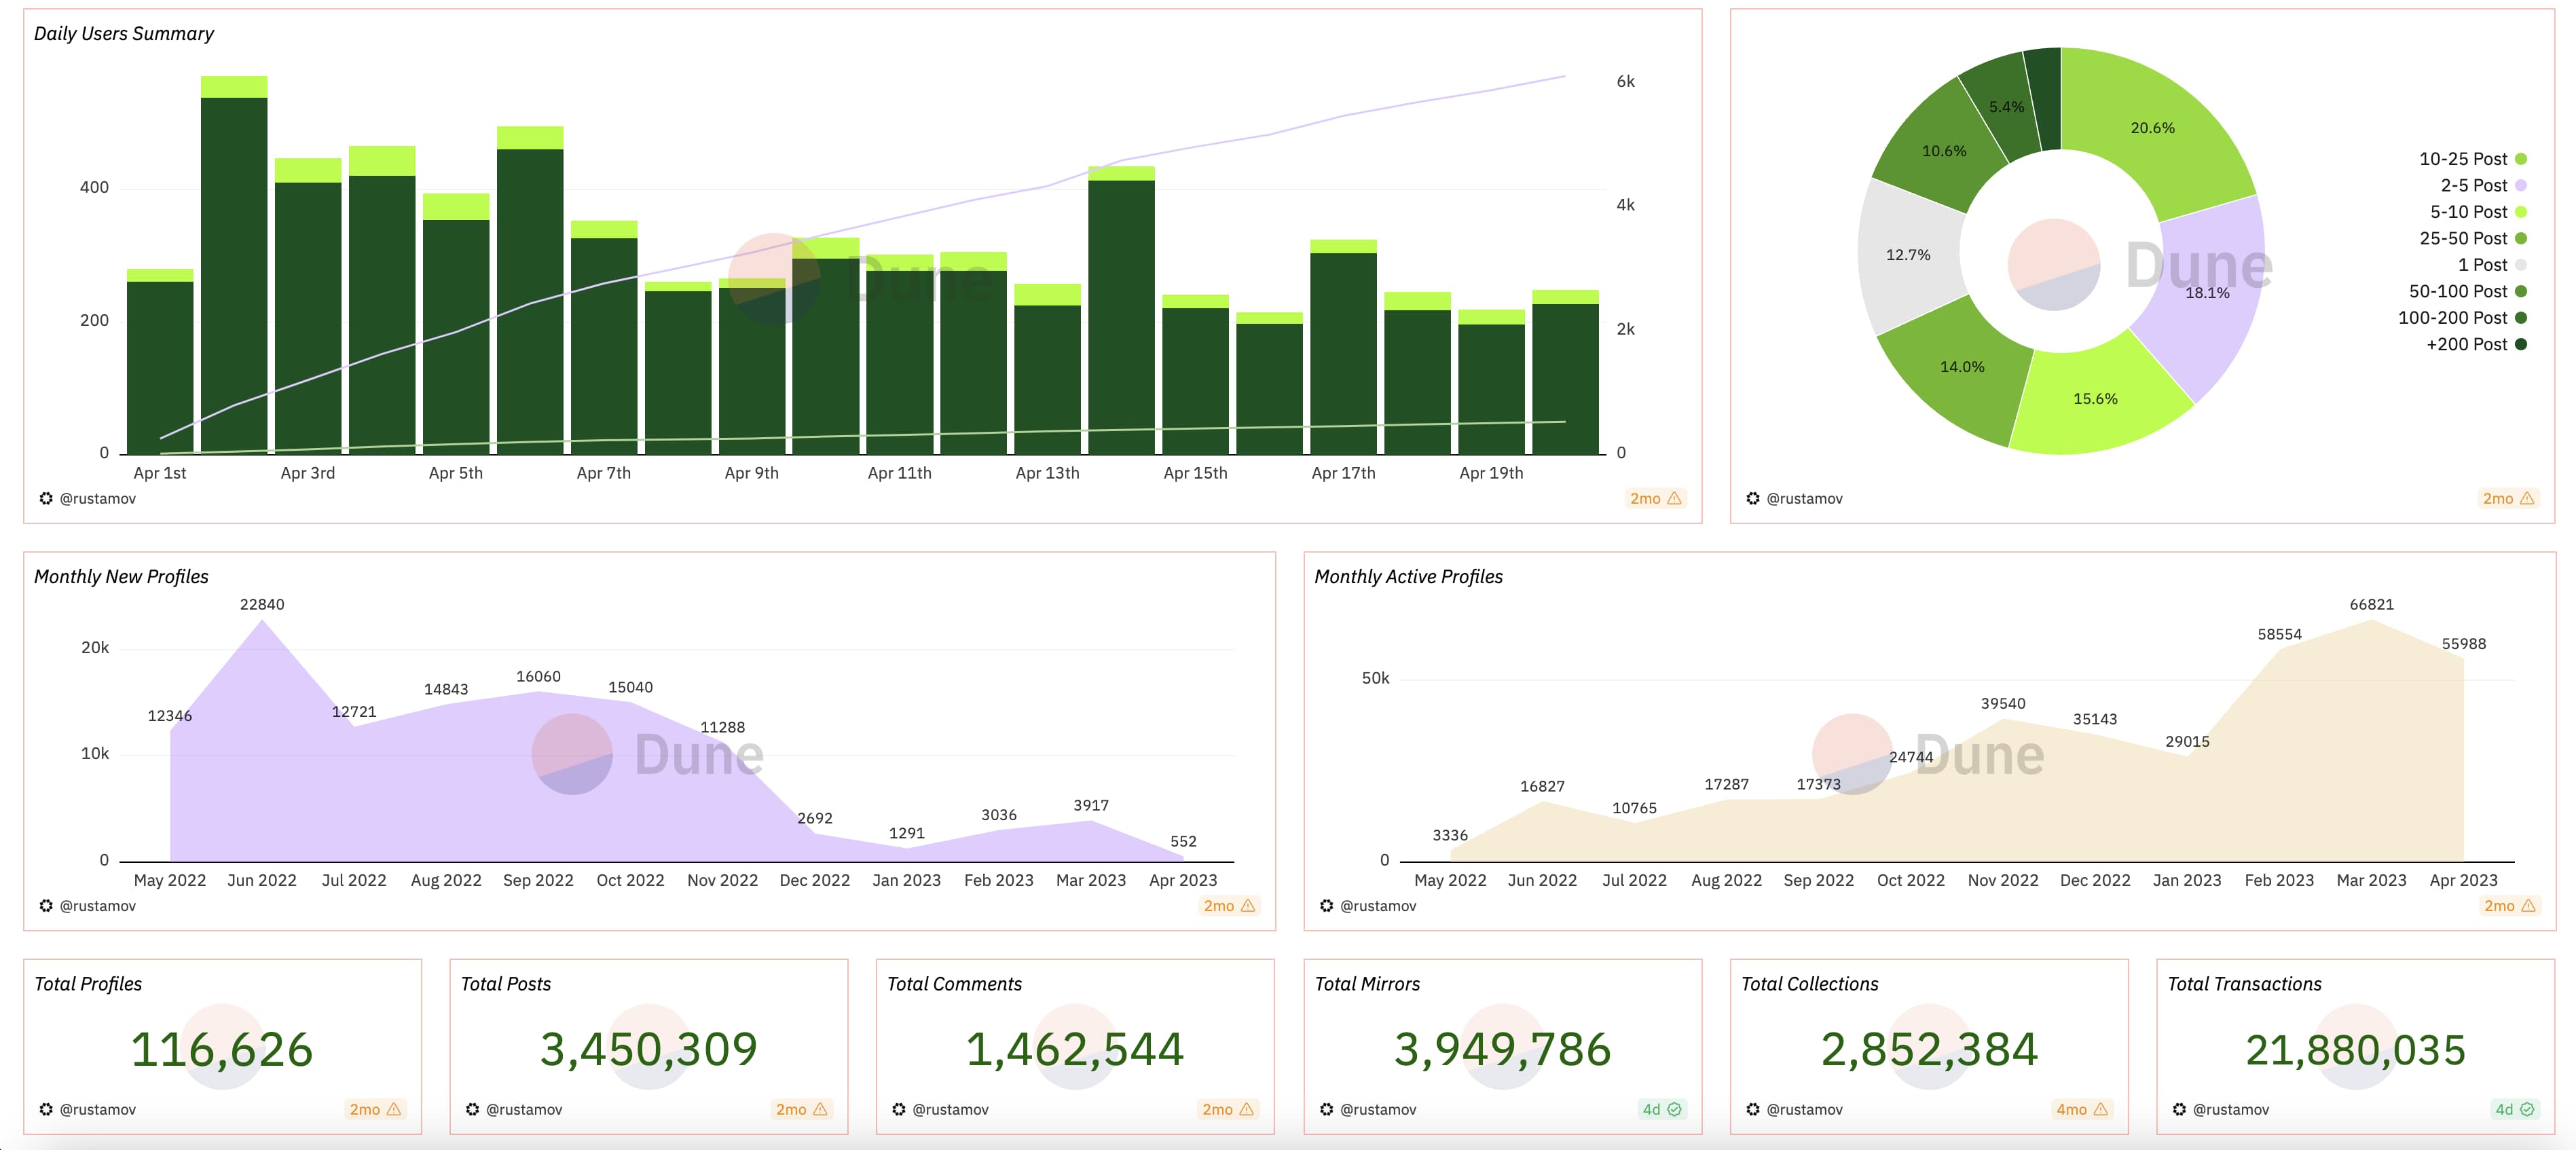 Daily Users Summary
400
200
0
6k
4k
2k
0
Apr 1st
Apr 3rd
Apr 5th
Apr 7th
Apr 9th
Apr 11th
Apr 13th
Apr 15th
Apr 17th
Apr 19th
Dune
@rustamov
2mo
20.6%
18.1%
15.6%
14.0%
12.7%
10.6%
5.4%
Dune
10-25 Post
2-5 Post
5-10 Post
25-50 Post
1 Post
50-100 Post
100-200 Post
+200 Post
@rustamov
2mo
Monthly New Profiles
20k
10k
0
12346
22840
12721
14843
16060
15040
11288
2692
1291
3036
3917
552
Dune
May 2022
Jun 2022
Jul 2022
Aug 2022
Sep 2022
Oct 2022
Nov 2022
Dec 2022
Jan 2023
Feb 2023
Mar 2023
Apr 2023
@rustamov
2mo
Monthly Active Profiles
50k
0
3336
16827
10765
17287
17373
24744
39540
35143
29015
58554
66821
55988
Dune
May 2022
Jun 2022
Jul 2022
Aug 2022
Sep 2022
Oct 2022
Nov 2022
Dec 2022
Jan 2023
Feb 2023
Mar 2023
Apr 2023
@rustamov
2mo
Total Profiles
116,626
@rustamov
2mo
Total Posts
3,450,309
@rustamov
2mo
Total Comments
1,462,544
@rustamov
2mo
Total Mirrors
3,949,786
@rustamov
4d
Total Collections
2,852,384
@rustamov
4mo
Total Transactions
21,880,035
@rustamov
4d